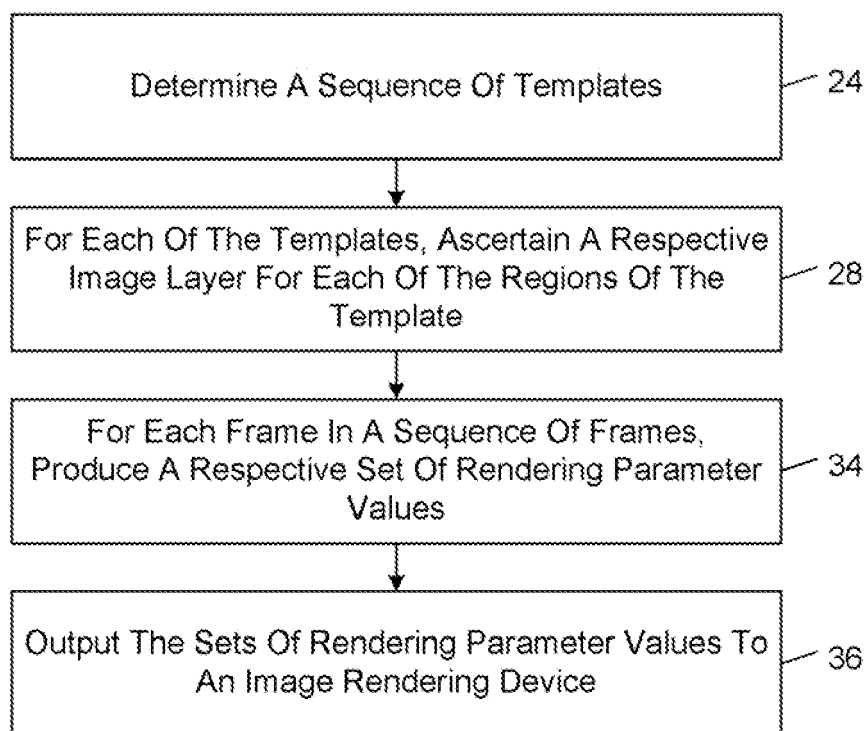 Determine A Sequence Of Templates
24
For Each Of The Templates, Ascertain A Respective
Image Layer For Each Of The Regions Of The
Template
28
For Each Frame In A Sequence Of Frames,
Produce A Respective Set Of Rendering Parameter
Values
34
Output The Sets Of Rendering Parameter Values To
An Image Rendering Device
36